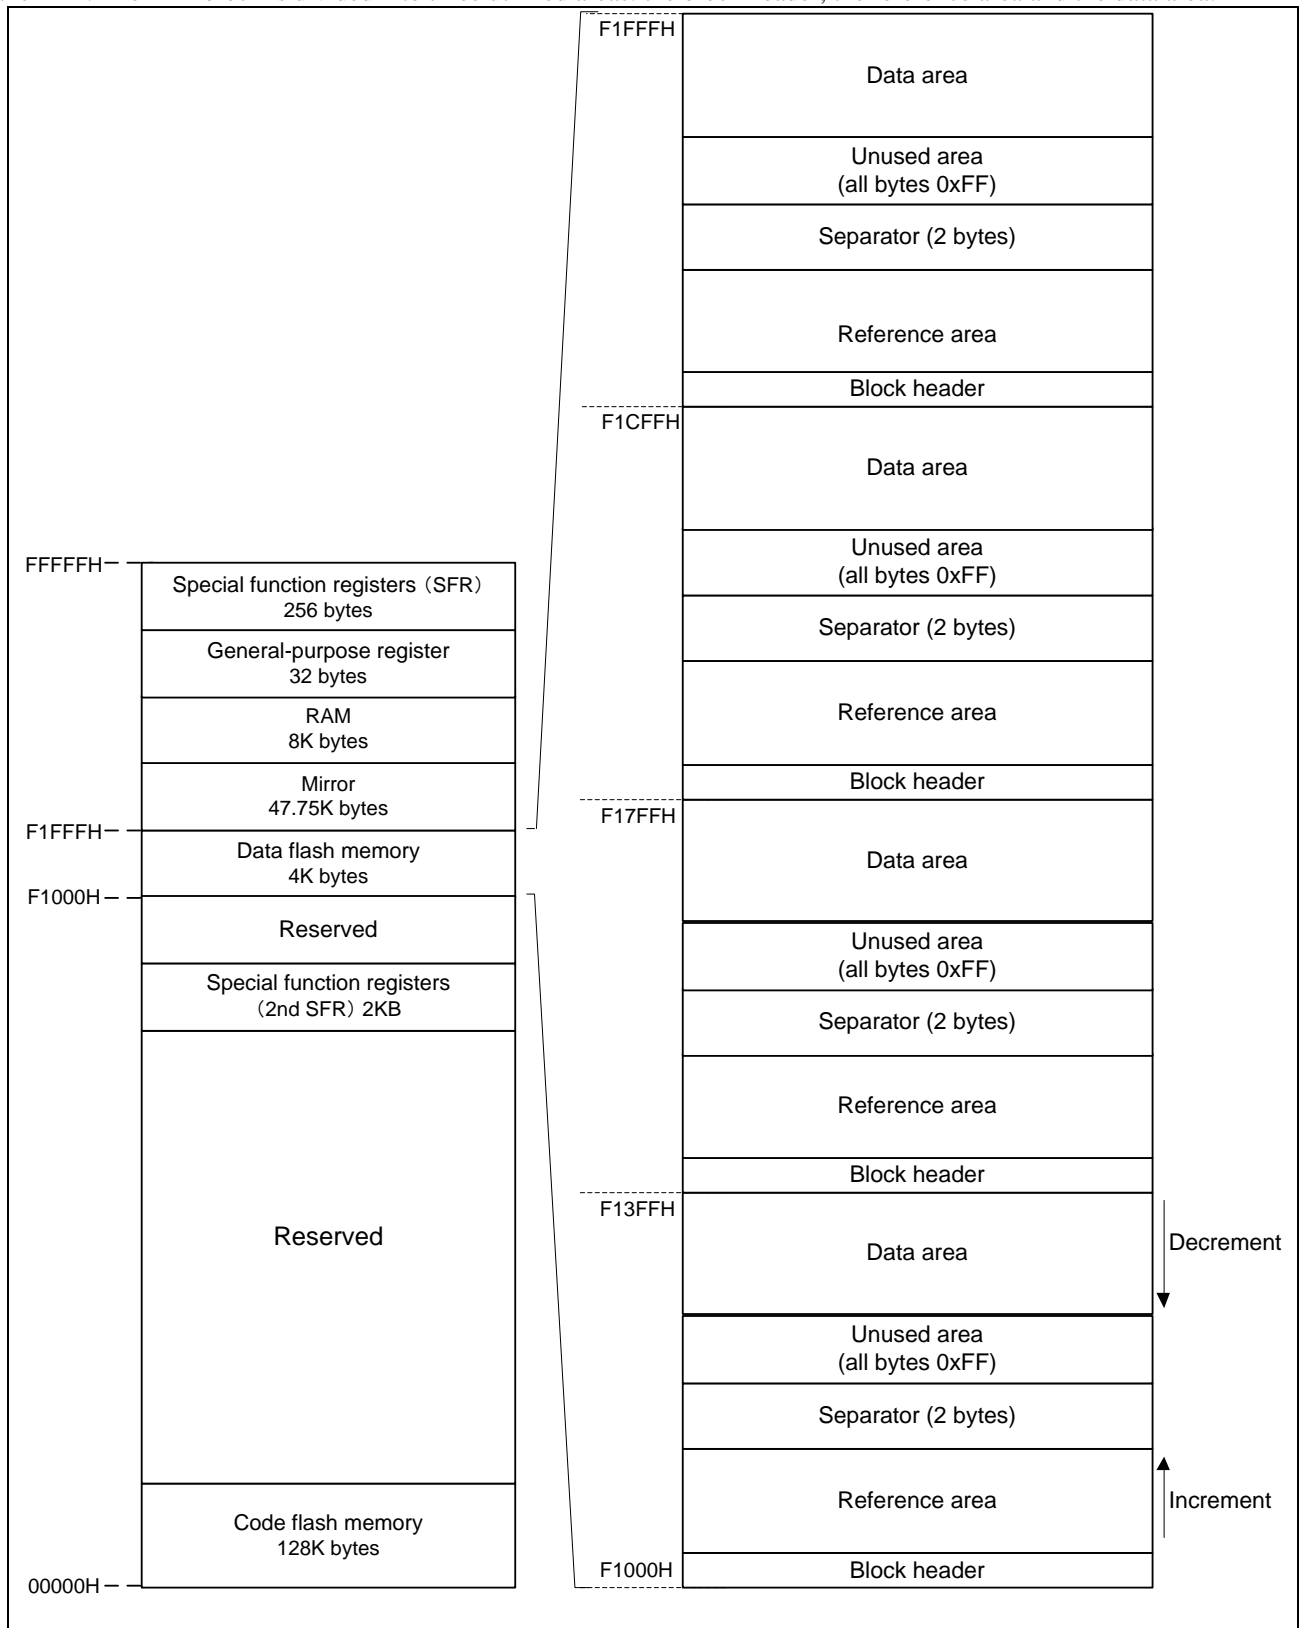 F1FFFH
Data area
Unused area
(all bytes 0xFF)
Separator (2 bytes)
Reference area
Block header
F1CFFH
Data area
Unused area
(all bytes 0xFF)
Separator (2 bytes)
Reference area
Block header
F17FFH
Data area
Unused area
(all bytes 0xFF)
Separator (2 bytes)
Reference area
Block header
F13FFH
Data area
Decrement
Unused area
(all bytes 0xFF)
Separator (2 bytes)
Reference area
Increment
F1000H
Block header
FFFFFH
Special function registers（SFR）
256 bytes
General-purpose register
32 bytes
RAM
8K bytes
Mirror
47.75K bytes
F1FFFH
Data flash memory
4K bytes
F1000H
Reserved
Special function registers
（2nd SFR）2KB
Reserved
Code flash memory
128K bytes
00000H